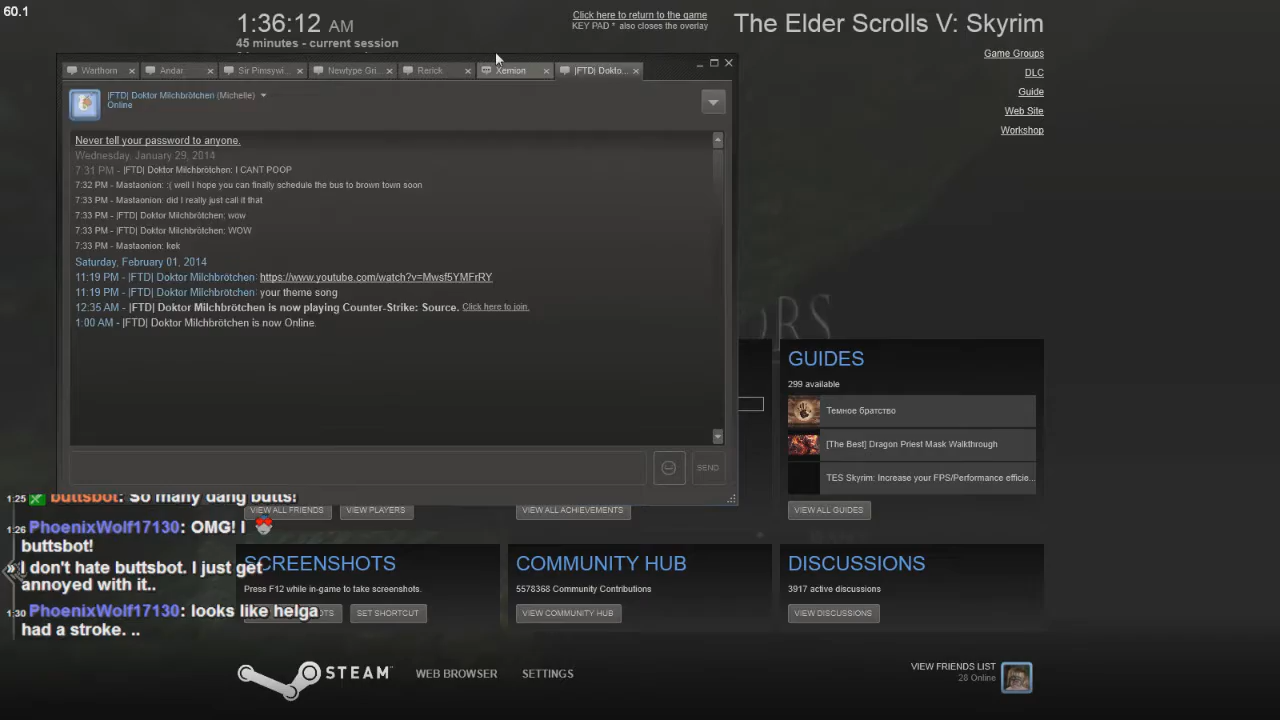 60.1
1:36:12 AM
45 minutes - current session
Click here to return to the game
KEY PAD * also closes the overlay
The Elder Scrolls V: Skyrim
Game Groups
DLC
Guide
Web Site
Workshop
Warthorn
Andar
Sir Pimsywi...
Newtype Gri...
Rerick
Xemion
|FTD| Dokto...
|FTD| Doktor Milchbrötchen (Michelle)
Online
Never tell your password to anyone.
Wednesday, January 29, 2014
7:31 PM - |FTD| Doktor Milchbrötchen: I CANT POOP
7:32 PM - Mastaonion: :( well I hope you can finally schedule the bus to brown town soon
7:33 PM - Mastaonion: did I really just call it that
7:33 PM - |FTD| Doktor Milchbrötchen: wow
7:33 PM - |FTD| Doktor Milchbrötchen: WOW
7:33 PM - Mastaonion: kek
Saturday, February 01, 2014
11:19 PM - |FTD| Doktor Milchbrötchen: https://www.youtube.com/watch?v=Mwsf5YMFrRY
11:19 PM - |FTD| Doktor Milchbrötchen: your theme song
12:35 AM - |FTD| Doktor Milchbrötchen is now playing Counter-Strike: Source. Click here to join.
1:00 AM - |FTD| Doktor Milchbrötchen is now Online.
SEND
ORS
GUIDES
299 available
Темное братство
[The Best] Dragon Priest Mask Walkthrough
TES Skyrim: Increase your FPS/Performance efficie...
VIEW ALL FRIENDS
VIEW PLAYERS
VIEW ALL ACHIEVEMENTS
VIEW ALL GUIDES
1:25 buttsbot: So many dang butts!
1:26 PhoenixWolf17130: OMG! I
buttsbot!
» I don't hate buttsbot. I just get
annoyed with it..
1:30 PhoenixWolf17130: looks like helga
had a stroke. ..
SCREENSHOTS
Press F12 while in-game to take screenshots.
OTS
SET SHORTCUT
COMMUNITY HUB
5578368 Community Contributions
VIEW COMMUNITY HUB
DISCUSSIONS
3917 active discussions
VIEW DISCUSSIONS
STEAM
WEB BROWSER
SETTINGS
VIEW FRIENDS LIST
28 Online